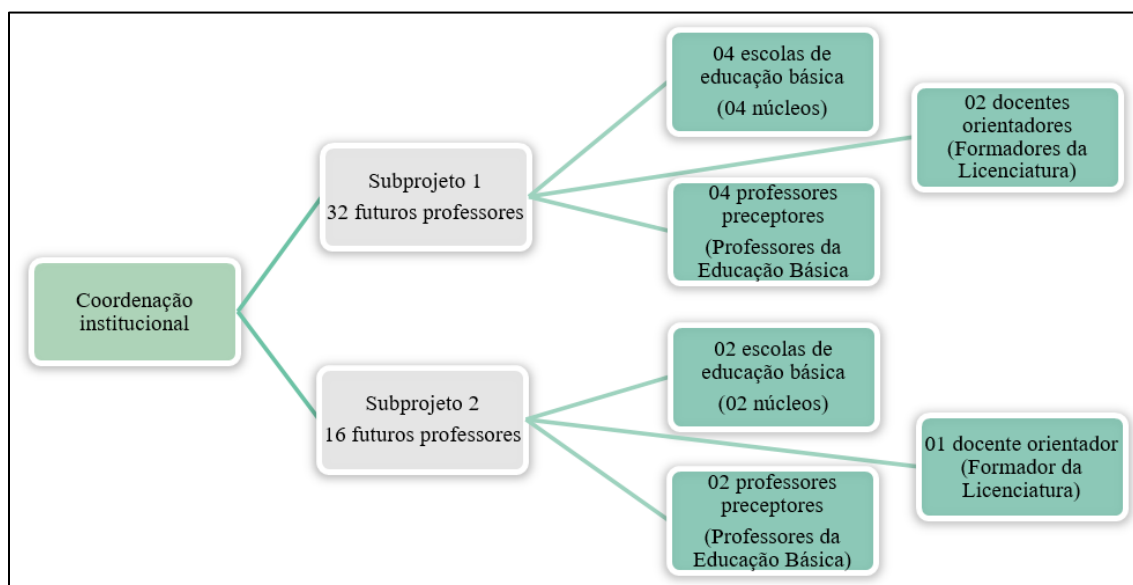 Coordenação
institucional
Subprojeto 1
32 futuros professores
04 escolas de
educação básica
(04 núcleos)
02 docentes
orientadores
(Formadores da
Licenciatura)
04 professores
preceptores
(Professores da
Educação Básica
Subprojeto 2
16 futuros professores
02 escolas de
educação básica
(02 núcleos)
01 docente orientador
(Formador da
Licenciatura)
02 professores
preceptores
(Professores da
Educação Básica)